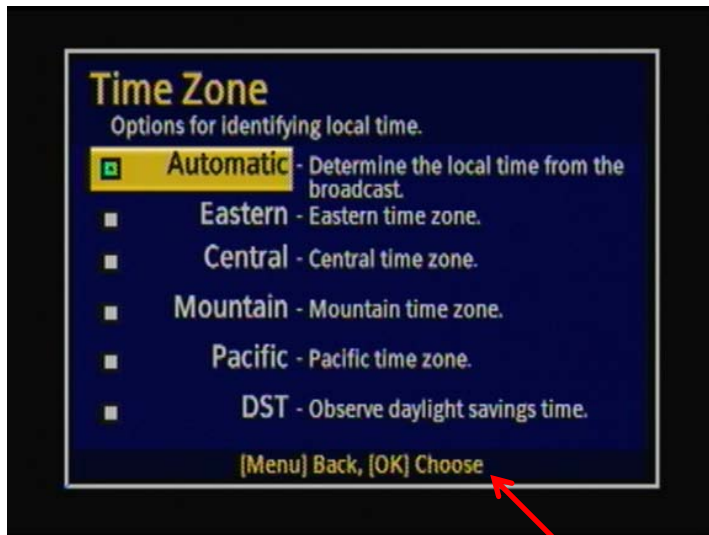 Time Zone
Options for identifying local time.
Automatic - Determine the local time from the
broadcast.
Eastern - Eastern time zone.
Central - Central time zone.
Mountain - Mountain time zone.
Pacific - Pacific time zone.
DST - Observe daylight savings time.
[Menu] Back, [OK] Choose